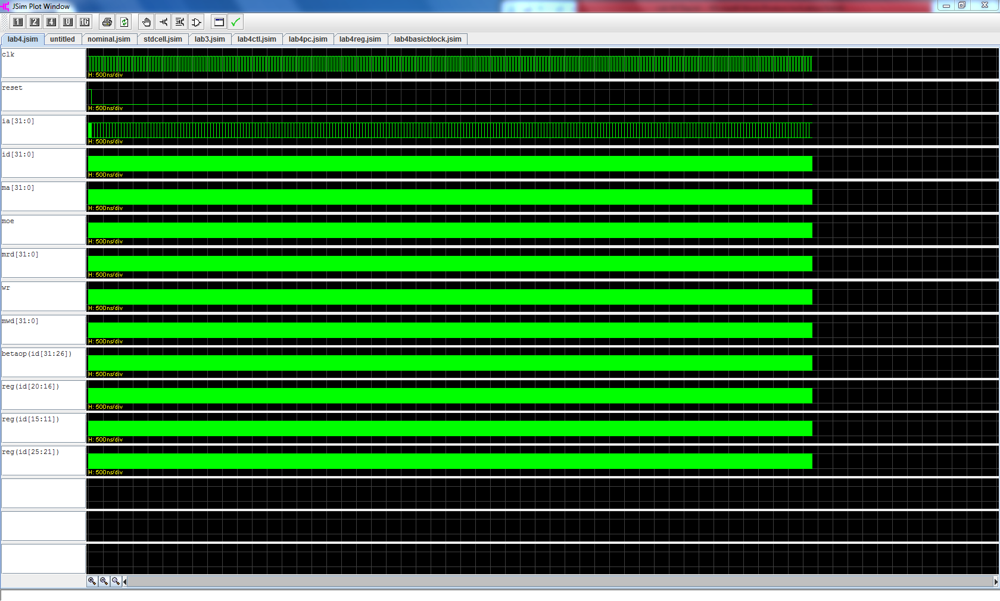 JSim Plot Window
lab4.jsim untitled nominal.jsim stdcell.jsim lab3.jsim lab4ctl.jsim lab4pc.jsim lab4reg.jsim lab4basicblock.jsim
clk
H: 500ns/div
reset
H: 500ns/div
ia[31:0]
H: 500ns/div
id[31:0]
H: 500ns/div
ma[31:0]
H: 500ns/div
moe
H: 500ns/div
mrd[31:0]
H: 500ns/div
wr
H: 500ns/div
mwd[31:0]
H: 500ns/div
betaop(id[31:26])
H: 500ns/div
reg(id[20:16])
H: 500ns/div
reg(id[15:11])
H: 500ns/div
reg(id[25:21])
H: 500ns/div